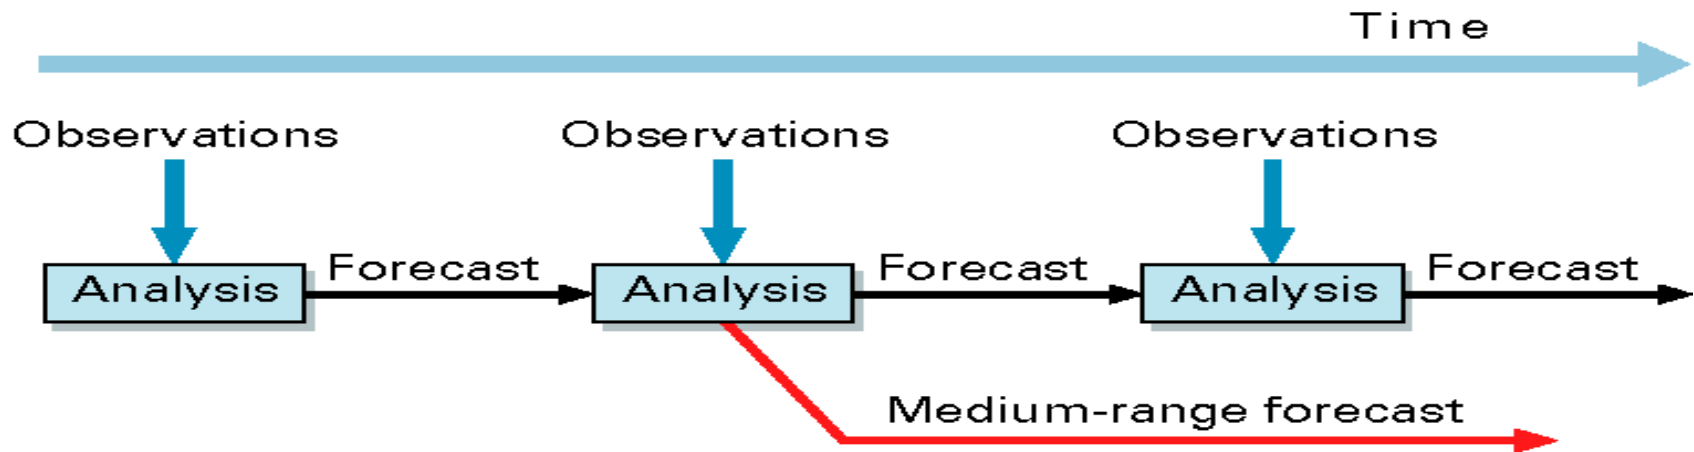 Time
Observations Observations Observations
Analysis Forecast Analysis Forecast Analysis Forecast
Medium-range forecast